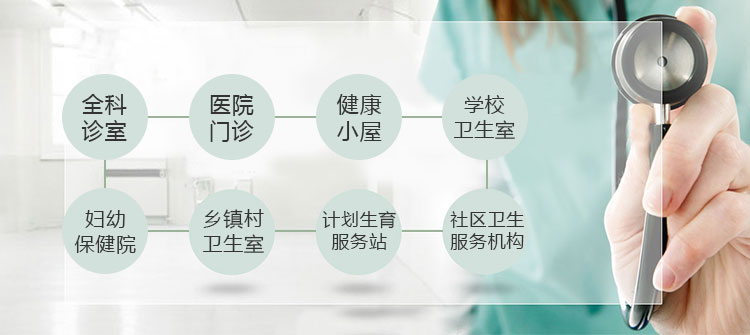 全科
诊室
医院
门诊
健康
小屋
学校
卫生室
妇幼
保健院
乡镇村
卫生室
计划生育
服务站
社区卫生
服务机构